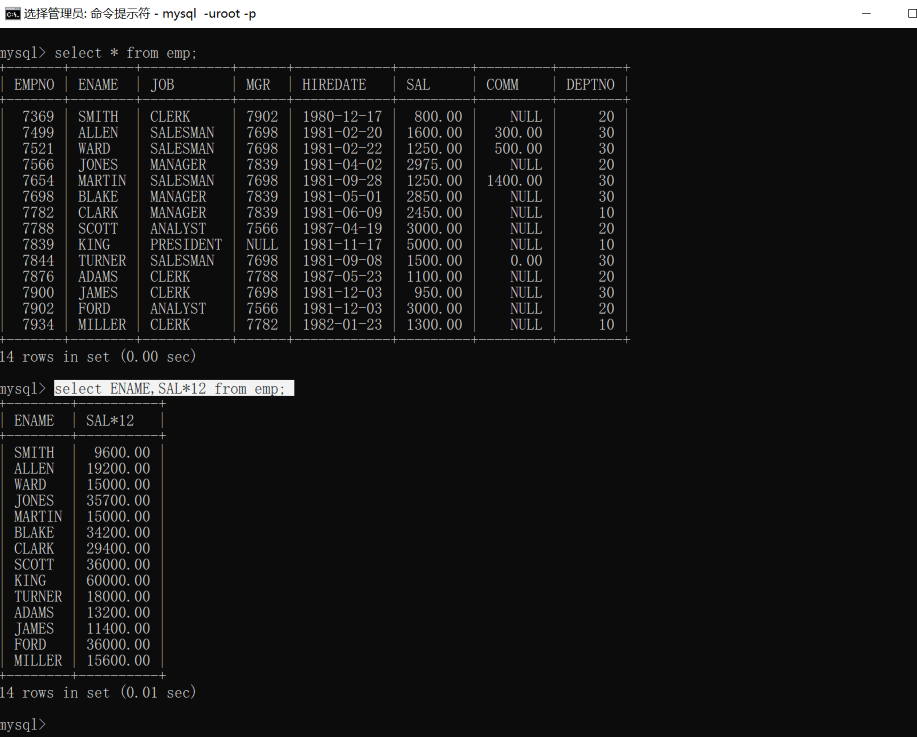 选择管理员: 命令提示符 - mysql  -uroot -p
mysql> select * from emp;
+-------+--------+-----------+------+------------+---------+---------+--------+
| EMPNO | ENAME  | JOB       | MGR  | HIREDATE   | SAL     | COMM    | DEPTNO |
+-------+--------+-----------+------+------------+---------+---------+--------+
|  7369 | SMITH  | CLERK     | 7902 | 1980-12-17 |  800.00 |    NULL |     20 |
|  7499 | ALLEN  | SALESMAN  | 7698 | 1981-02-20 | 1600.00 |  300.00 |     30 |
|  7521 | WARD   | SALESMAN  | 7698 | 1981-02-22 | 1250.00 |  500.00 |     30 |
|  7566 | JONES  | MANAGER   | 7839 | 1981-04-02 | 2975.00 |    NULL |     20 |
|  7654 | MARTIN | SALESMAN  | 7698 | 1981-09-28 | 1250.00 | 1400.00 |     30 |
|  7698 | BLAKE  | MANAGER   | 7839 | 1981-05-01 | 2850.00 |    NULL |     30 |
|  7782 | CLARK  | MANAGER   | 7839 | 1981-06-09 | 2450.00 |    NULL |     10 |
|  7788 | SCOTT  | ANALYST   | 7566 | 1987-04-19 | 3000.00 |    NULL |     20 |
|  7839 | KING   | PRESIDENT | NULL | 1981-11-17 | 5000.00 |    NULL |     10 |
|  7844 | TURNER | SALESMAN  | 7698 | 1981-09-08 | 1500.00 |    0.00 |     30 |
|  7876 | ADAMS  | CLERK     | 7788 | 1987-05-23 | 1100.00 |    NULL |     20 |
|  7900 | JAMES  | CLERK     | 7698 | 1981-12-03 |  950.00 |    NULL |     30 |
|  7902 | FORD   | ANALYST   | 7566 | 1981-12-03 | 3000.00 |    NULL |     20 |
|  7934 | MILLER | CLERK     | 7782 | 1982-01-23 | 1300.00 |    NULL |     10 |
+-------+--------+-----------+------+------------+---------+---------+--------+
14 rows in set (0.00 sec)
mysql> select ENAME,SAL*12 from emp;
+--------+----------+
| ENAME  | SAL*12   |
+--------+----------+
| SMITH  |  9600.00 |
| ALLEN  | 19200.00 |
| WARD   | 15000.00 |
| JONES  | 35700.00 |
| MARTIN | 15000.00 |
| BLAKE  | 34200.00 |
| CLARK  | 29400.00 |
| SCOTT  | 36000.00 |
| KING   | 60000.00 |
| TURNER | 18000.00 |
| ADAMS  | 13200.00 |
| JAMES  | 11400.00 |
| FORD   | 36000.00 |
| MILLER | 15600.00 |
+--------+----------+
14 rows in set (0.01 sec)
mysql>